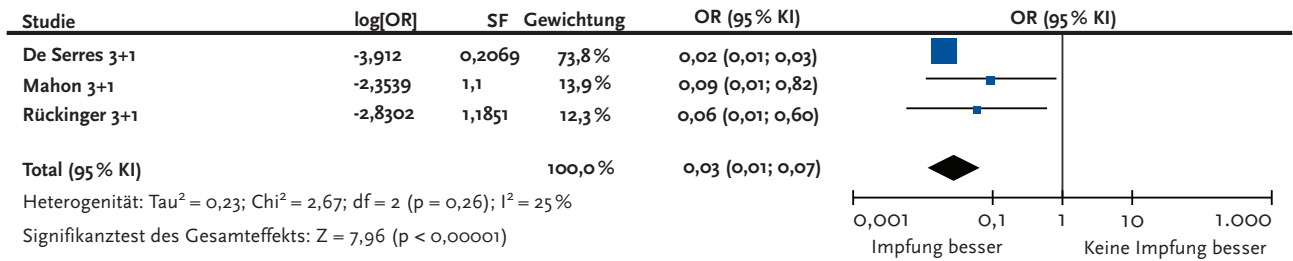 Studie log[OR] SF Gewichtung OR (95 % KI) OR (95 % KI)
De Serres 3+1 -3,912 0,2069 73,8 % 0,02 (0,01; 0,03)
Mahon 3+1 -2,3539 1,1 13,9 % 0,09 (0,01; 0,82)
Rückinger 3+1 -2,8302 1,1851 12,3 % 0,06 (0,01; 0,60)
Total (95 % KI) 100,0 % 0,03 (0,01; 0,07)
Heterogenität: Tau² = 0,23; Chi² = 2,67; df = 2 (p = 0,26); I² = 25 %
0,001 0,1 1 10 1.000
Signifikanztest des Gesamteffekts: Z = 7,96 (p < 0,00001)
Impfung besser Keine Impfung besser